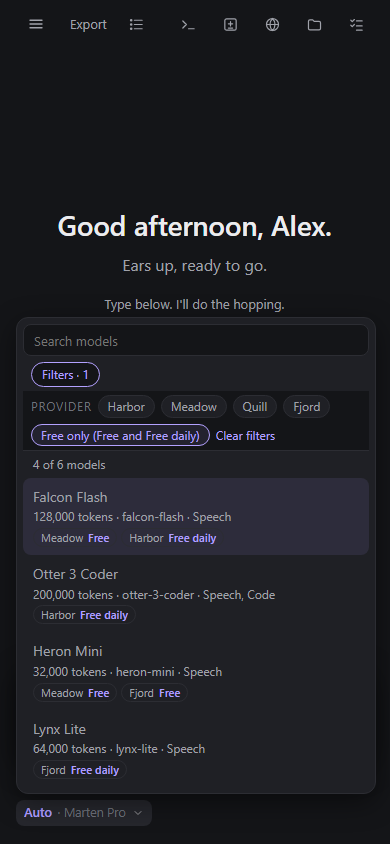 Export
Good afternoon, Alex.
Ears up, ready to go.
Type below. I'll do the hopping.
Search models
Filters · 1
PROVIDER Harbor Meadow Quill Fjord
Free only (Free and Free daily) Clear filters
4 of 6 models
Falcon Flash
128,000 tokens · falcon-flash · Speech
Meadow Free Harbor Free daily
Otter 3 Coder
200,000 tokens · otter-3-coder · Speech, Code
Harbor Free daily
Heron Mini
32,000 tokens · heron-mini · Speech
Meadow Free Fjord Free
Lynx Lite
64,000 tokens · lynx-lite · Speech
Fjord Free daily
Auto · Marten Pro